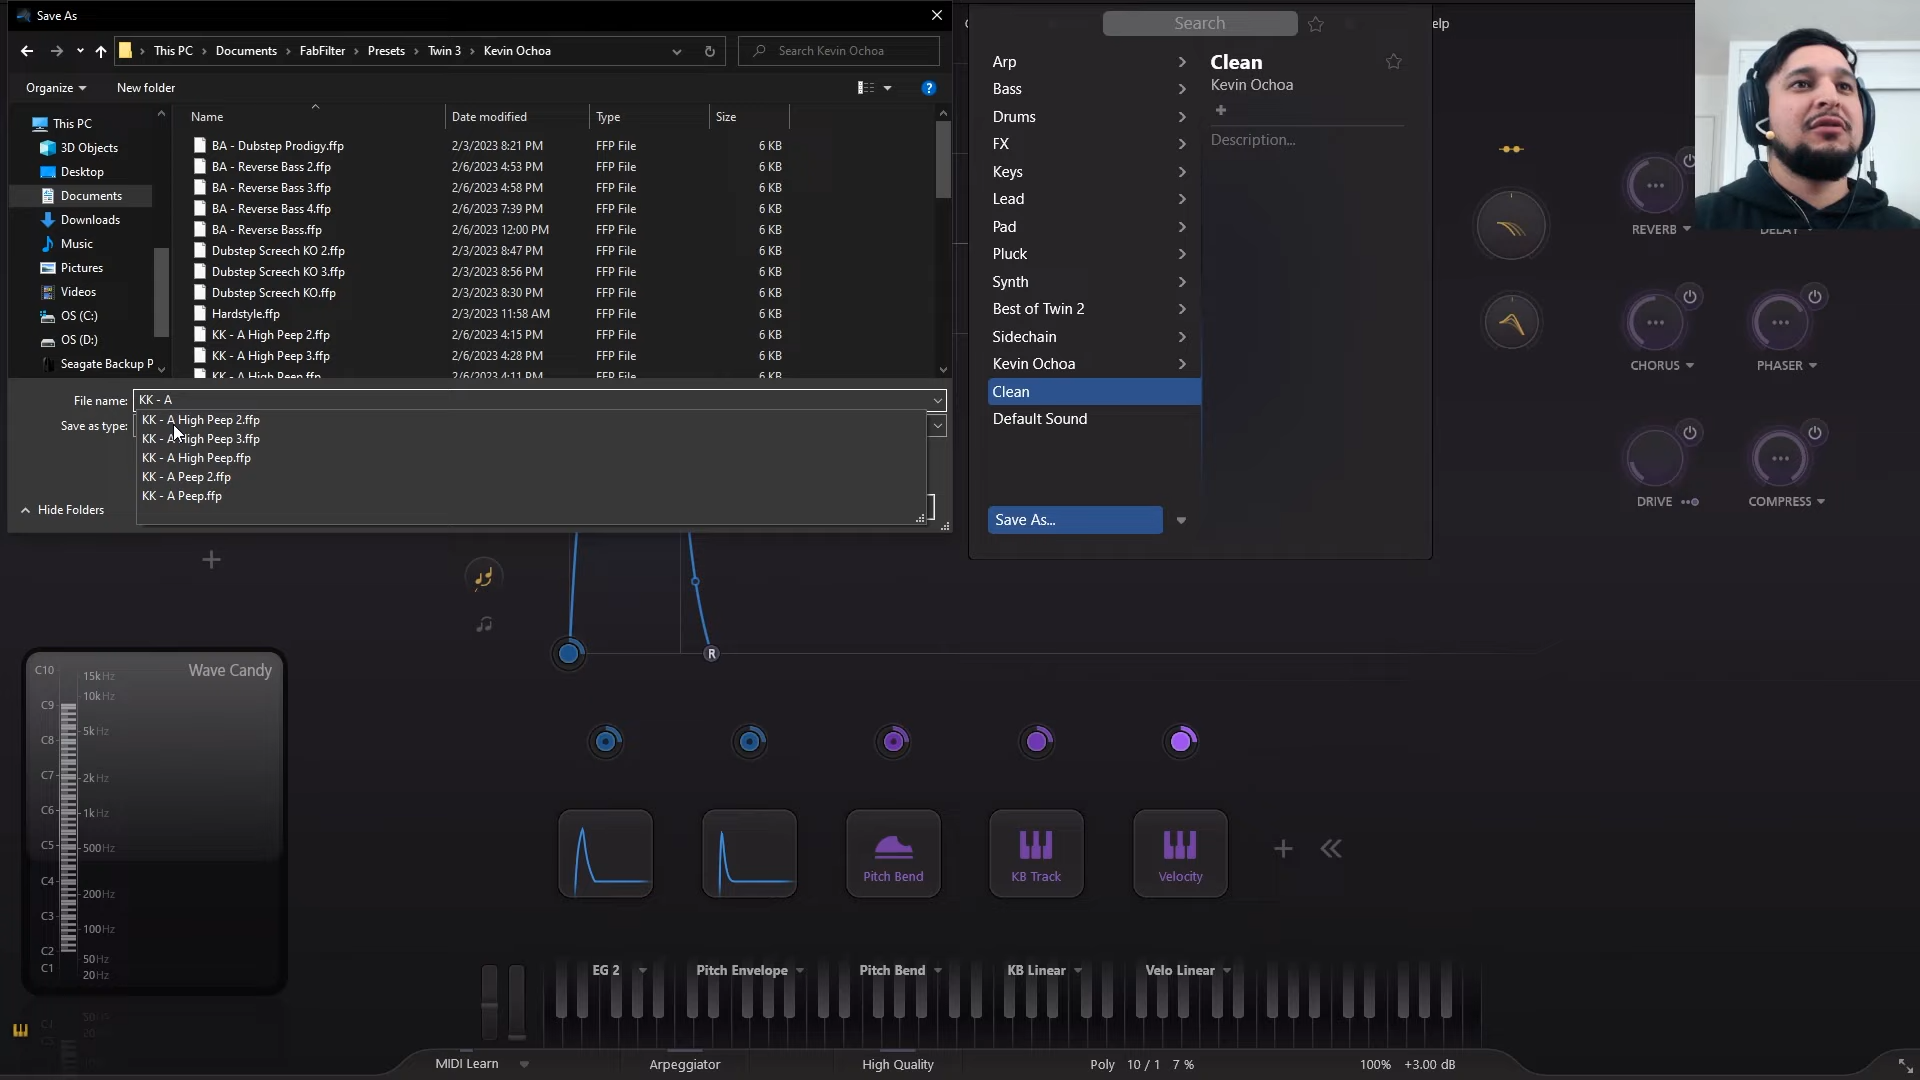 Save As
This PC > Documents > FabFilter > Presets > Twin 3 > Kevin Ochoa
Search Kevin Ochoa
Organize
New folder
This PC
3D Objects
Desktop
Documents
Downloads
Music
Pictures
Videos
OS (C:)
OS (D:)
Seagate Backup P
Name Date modified Type Size
BA - Dubstep Prodigy.ffp 2/3/2023 8:21 PM FFP File 6 KB
BA - Reverse Bass 2.ffp 2/6/2023 4:53 PM FFP File 6 KB
BA - Reverse Bass 3.ffp 2/6/2023 4:58 PM FFP File 6 KB
BA - Reverse Bass 4.ffp 2/6/2023 7:39 PM FFP File 6 KB
BA - Reverse Bass.ffp 2/6/2023 12:00 PM FFP File 6 KB
Dubstep Screech KO 2.ffp 2/3/2023 8:47 PM FFP File 6 KB
Dubstep Screech KO 3.ffp 2/3/2023 8:56 PM FFP File 6 KB
Dubstep Screech KO.ffp 2/3/2023 8:30 PM FFP File 6 KB
Hardstyle.ffp 2/3/2023 11:58 AM FFP File 6 KB
KK - A High Peep 2.ffp 2/6/2023 4:15 PM FFP File 6 KB
KK - A High Peep 3.ffp 2/6/2023 4:28 PM FFP File 6 KB
KK - A High Peep.ffp 2/6/2023 4:11 PM FFP File 6 KB
File name: KK - A
Save as type:
KK - A High Peep 2.ffp
KK - A High Peep 3.ffp
KK - A High Peep.ffp
KK - A Peep 2.ffp
KK - A Peep.ffp
Hide Folders
Search
elp
Arp
Bass
Drums
FX
Keys
Lead
Pad
Pluck
Synth
Best of Twin 2
Sidechain
Kevin Ochoa
Clean
Default Sound
Save As...
Clean
Kevin Ochoa
Description...
REVERB
DELAY
CHORUS
PHASER
DRIVE
COMPRESS
R
Wave Candy
C10
15kHz
10kHz
C9
5kHz
C8
C7
2kHz
C6
1kHz
C5
500Hz
C4
200Hz
C3
100Hz
C2
50Hz
C1
20Hz
Pitch Bend
KB Track
Velocity
EG 2
Pitch Envelope
Pitch Bend
KB Linear
Velo Linear
MIDI Learn
Arpeggiator
High Quality
Poly 10 / 1 7 %
100% +3.00 dB